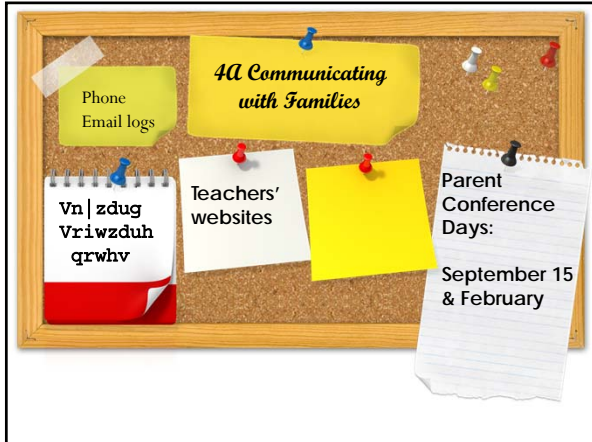 4A Communicating
with Families
Phone
Email logs
Vn|zdug
Vriwzduh
qrwhv
Teachers'
websites
Parent
Conference
Days:
September 15
& February